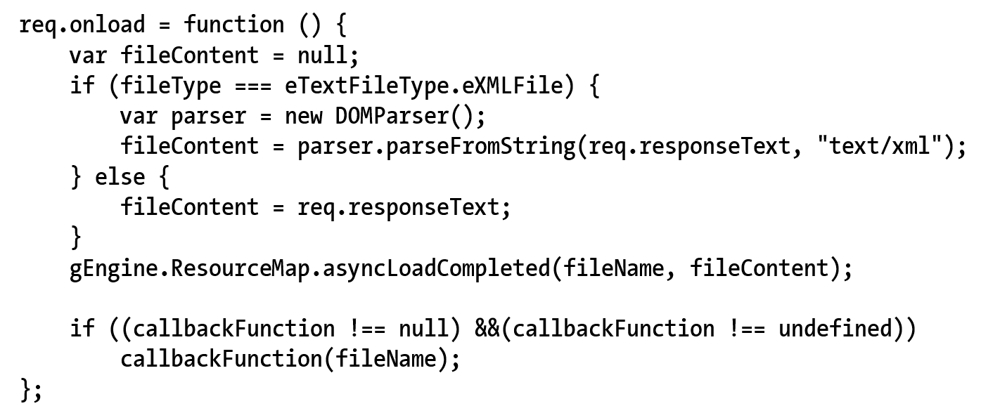 req.onload = function () {
    var fileContent = null;
    if (fileType === eTextFileType.eXMLFile) {
        var parser = new DOMParser();
        fileContent = parser.parseFromString(req.responseText, "text/xml");
    } else {
        fileContent = req.responseText;
    }
    gEngine.ResourceMap.asyncLoadCompleted(fileName, fileContent);

    if ((callbackFunction !== null) &&(callbackFunction !== undefined))
        callbackFunction(fileName);
};